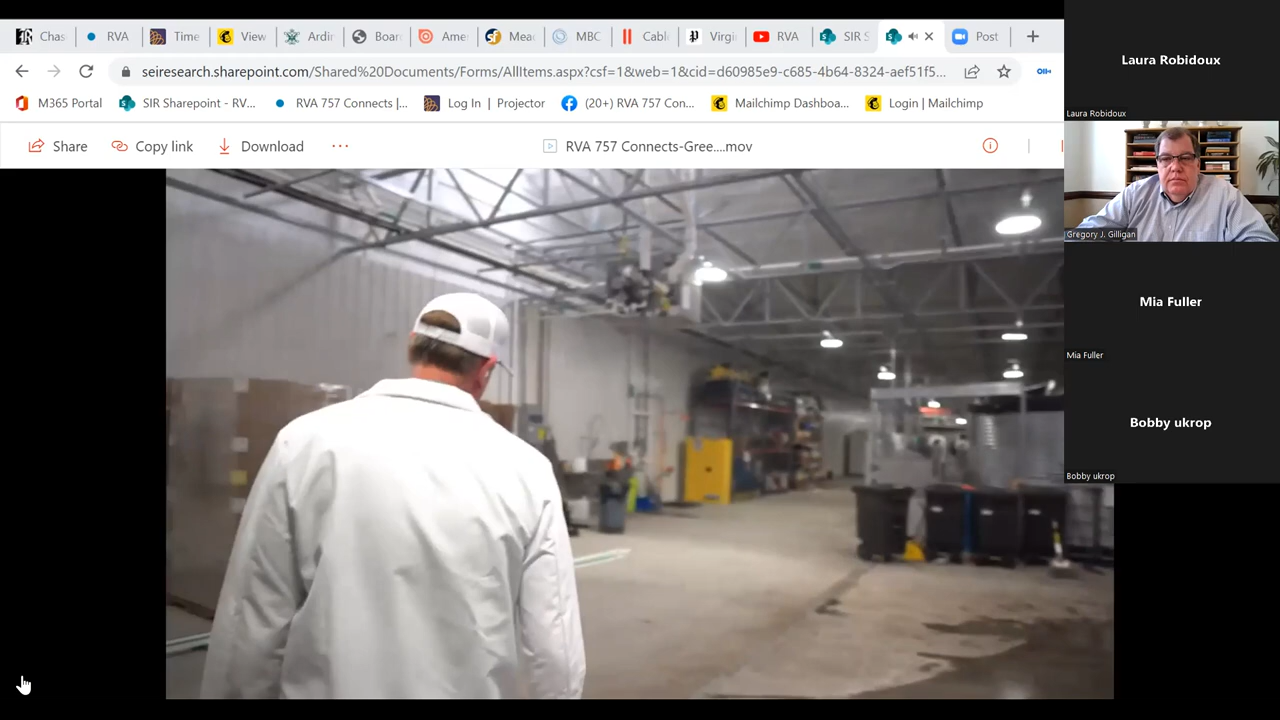 Chas
RVA
Time
View
Ardir
Boar
Ame
Mea
MBC
Cabl
Virgi
RVA
SIR S
Post
seiresearch.sharepoint.com/Shared%20Documents/Forms/AllItems.aspx?csf=1&web=1&cid=d60985e9-c685-4b64-8324-aef51f5...
M365 Portal
SIR Sharepoint - RV...
RVA 757 Connects |...
Log In | Projector
(20+) RVA 757 Con...
Mailchimp Dashboa...
Login | Mailchimp
Share
Copy link
Download
RVA 757 Connects-Gree....mov
Laura Robidoux
Laura Robidoux
Gregory J. Gilligan
Mia Fuller
Mia Fuller
Bobby ukrop
Bobby ukrop